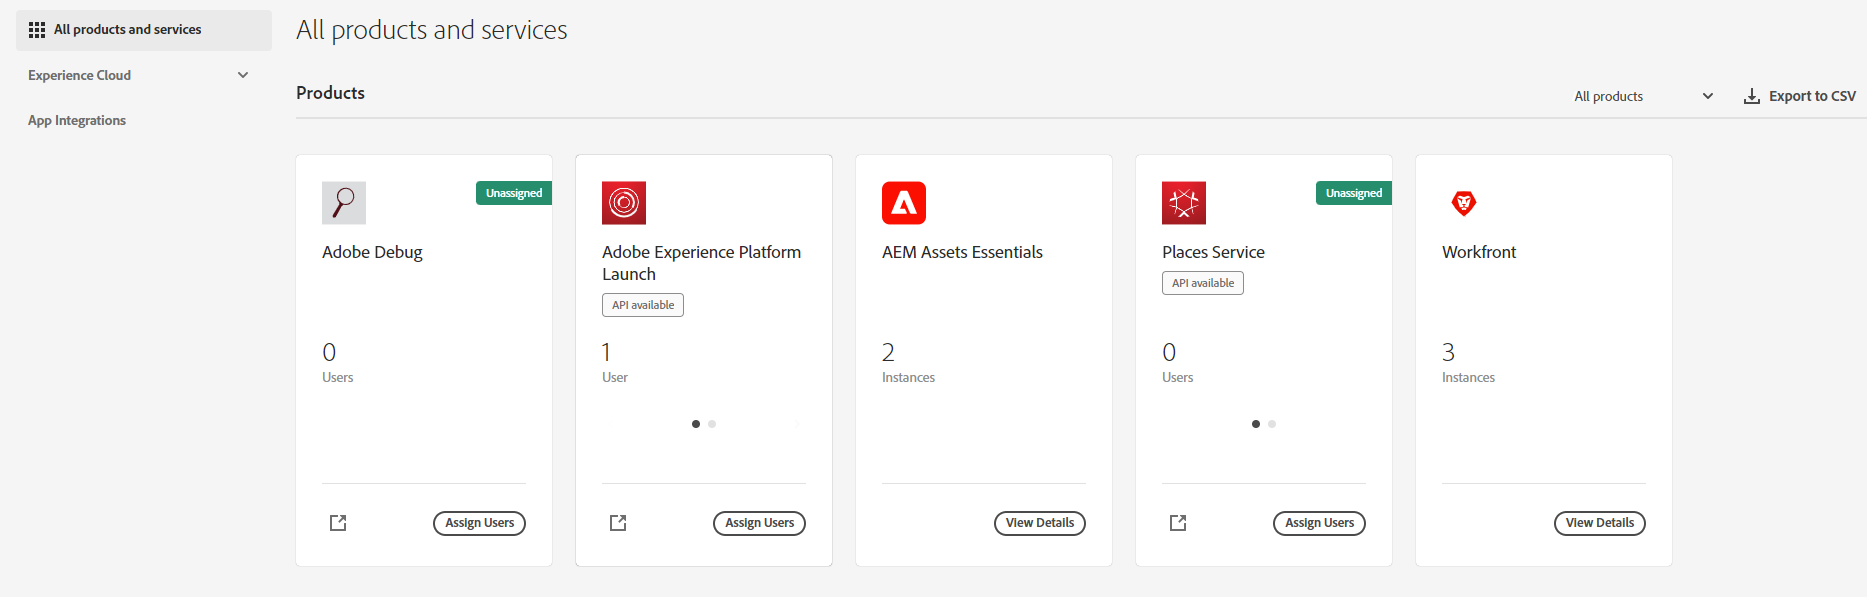 All products and services
Experience Cloud
App Integrations
All products and services
Products
All products
Export to CSV
Unassigned
Adobe Debug
0
Users
Assign Users
Adobe Experience Platform
Launch
API available
1
User
Assign Users
AEM Assets Essentials
2
Instances
View Details
Unassigned
Places Service
API available
0
Users
Assign Users
Workfront
3
Instances
View Details